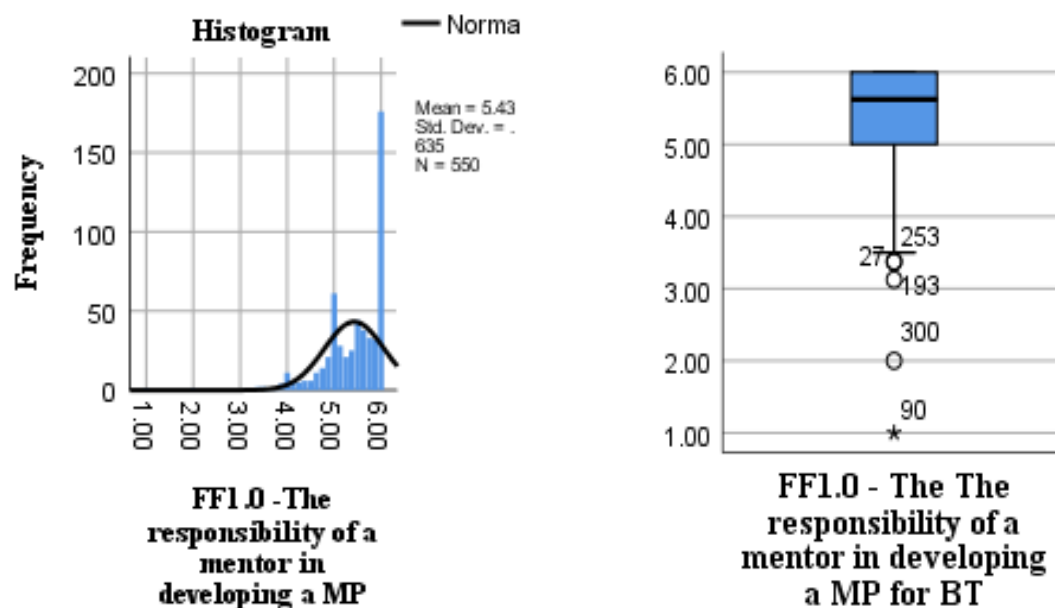 Histogram
Norma
Mean = 5.43
Std. Dev. = .
635
N = 550
Frequency
200
150
100
50
0
1.00
2.00
3.00
4.00
5.00
6.00
FF1.0 -The
responsibility of a
mentor in
developing a MP
6.00
5.00
4.00
3.00
2.00
1.00
253
27
193
300
90
FF1.0 - The The
responsibility of a
mentor in developing
a MP for BT